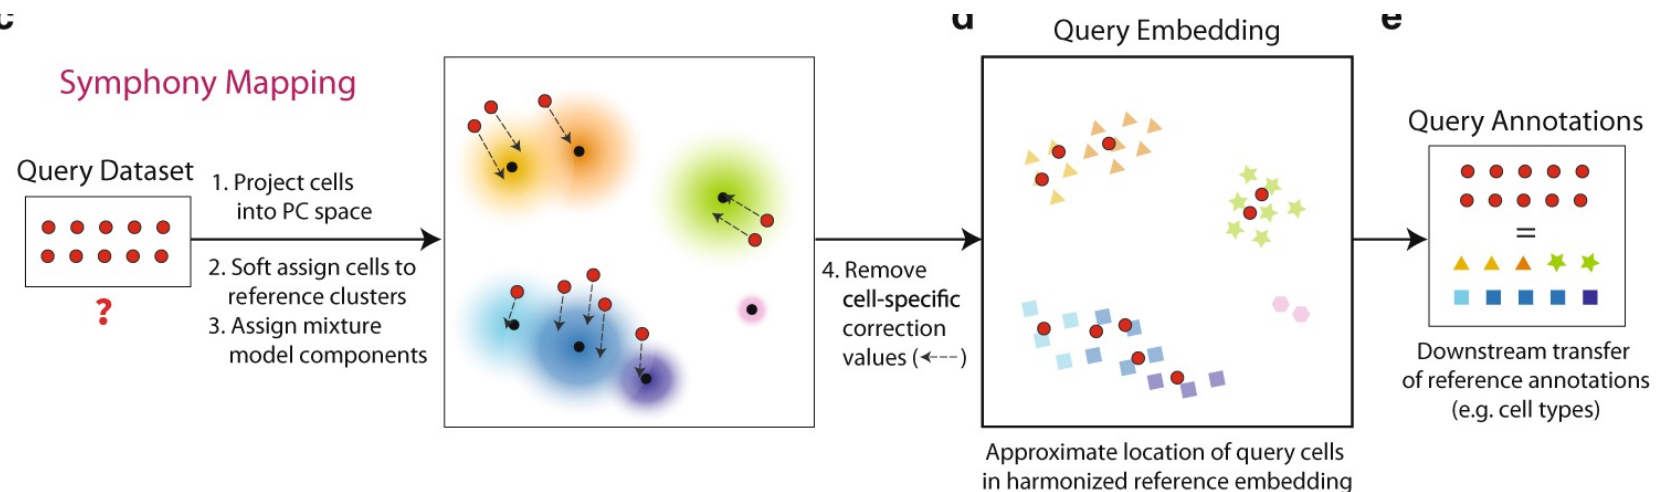 c
Symphony Mapping
Query Dataset
?
1. Project cells
into PC space
2. Soft assign cells to
reference clusters
3. Assign mixture
model components
4. Remove
cell-specific
correction
values (←---)
d
Query Embedding
Approximate location of query cells
in harmonized reference embedding
e
Query Annotations
=
Downstream transfer
of reference annotations
(e.g. cell types)